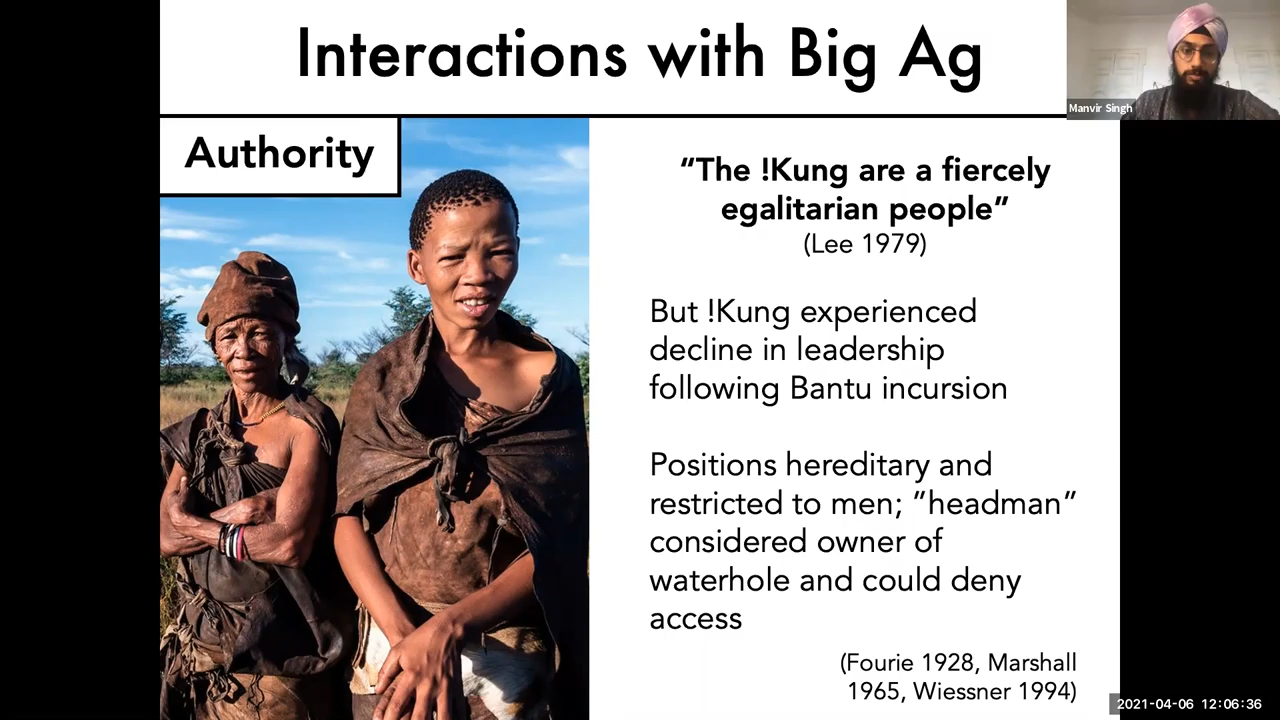 Interactions with Big Ag
Manvir Singh
Authority
“The !Kung are a fiercely
egalitarian people”
(Lee 1979)
But !Kung experienced
decline in leadership
following Bantu incursion
Positions hereditary and
restricted to men; ”headman”
considered owner of
waterhole and could deny
access
(Fourie 1928, Marshall
1965, Wiessner 1994)
2021-04-06 12:06:36